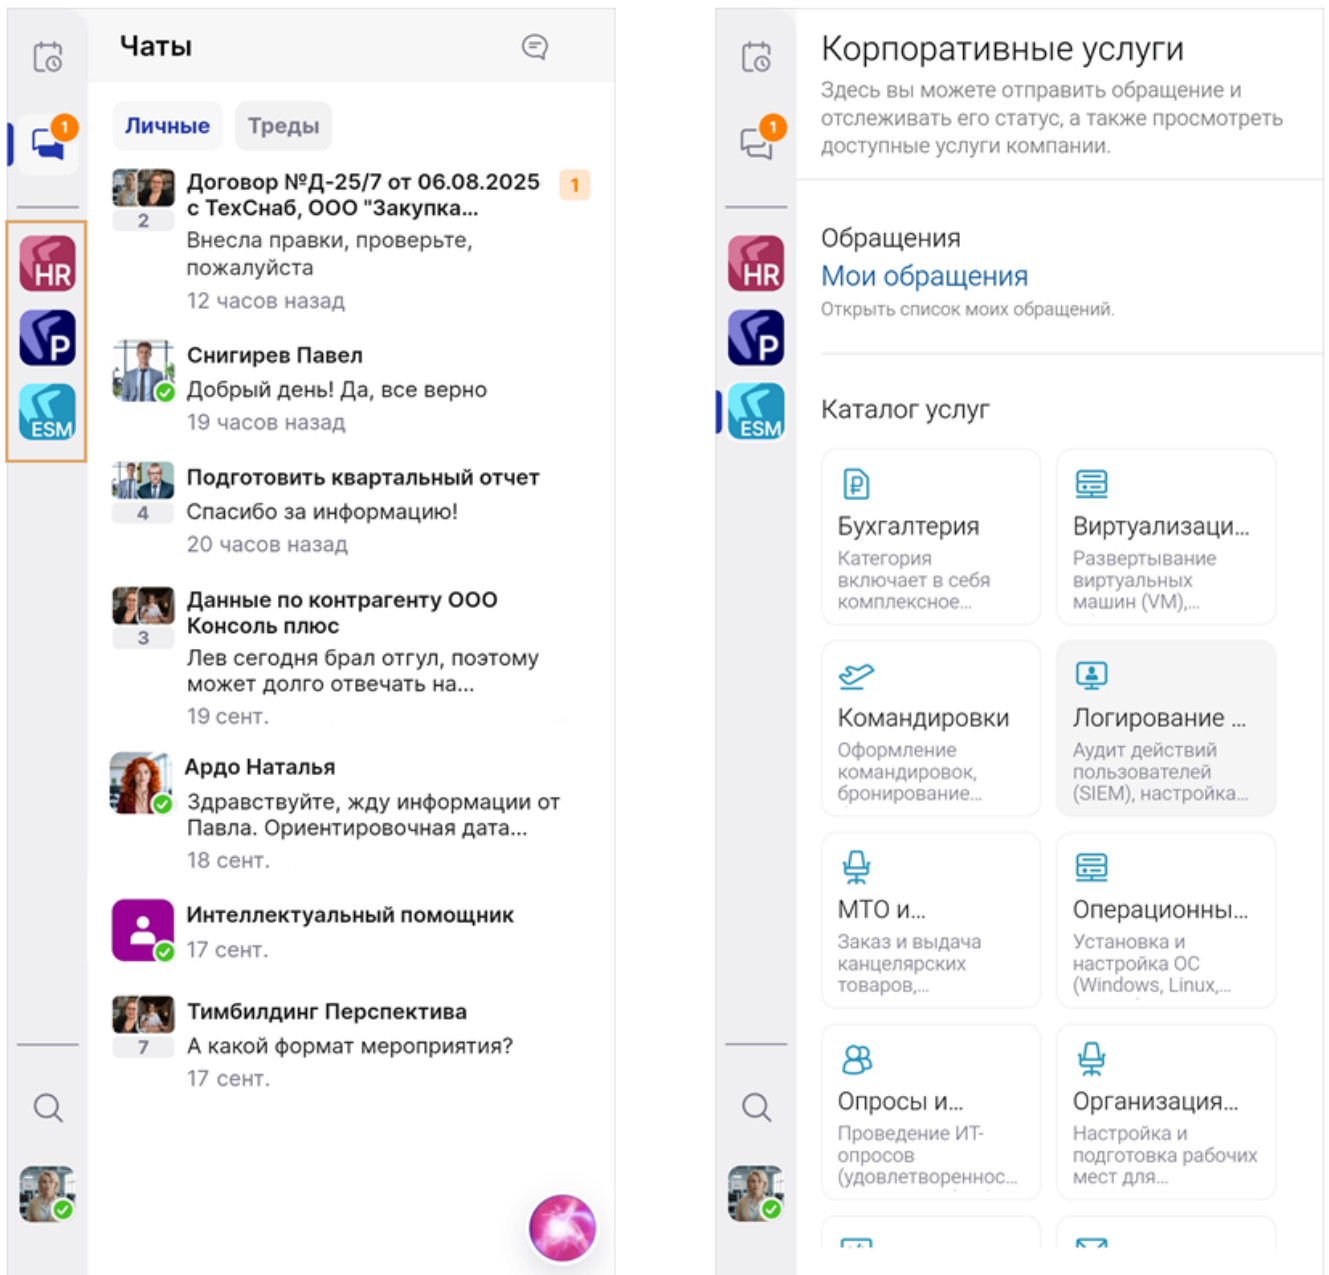 Чаты
1
Личные
Треды
Договор №Д-25/7 от 06.08.2025
с ТехСнаб, ООО "Закупка...
1
2
Внесла правки, проверьте,
пожалуйста
12 часов назад
HR
P
ESM
Снигирев Павел
Добрый день! Да, все верно
19 часов назад
Подготовить квартальный отчет
4
Спасибо за информацию!
20 часов назад
Данные по контрагенту ООО
Консоль плюс
3
Лев сегодня брал отгул, поэтому
может долго отвечать на...
19 сент.
Ардо Наталья
Здравствуйте, жду информации от
Павла. Ориентировочная дата...
18 сент.
Интеллектуальный помощник
17 сент.
Тимбилдинг Перспектива
7
А какой формат мероприятия?
17 сент.
Корпоративные услуги
Здесь вы можете отправить обращение и
отслеживать его статус, а также просмотреть
доступные услуги компании.
1
HR
P
ESM
Обращения
Мои обращения
Открыть список моих обращений.
Каталог услуг
Бухгалтерия
Категория
включает в себя
комплексное...
Виртуализаци...
Развертывание
виртуальных
машин (VM),...
Командировки
Оформление
командировок,
бронирование...
Логирование ...
Аудит действий
пользователей
(SIEM), настройка...
МТО и...
Заказ и выдача
канцелярских
товаров,...
Операционны...
Установка и
настройка ОС
(Windows, Linux,...
Опросы и...
Проведение ИТ-
опросов
(удовлетвореннос...
Организация...
Настройка и
подготовка рабочих
мест для...